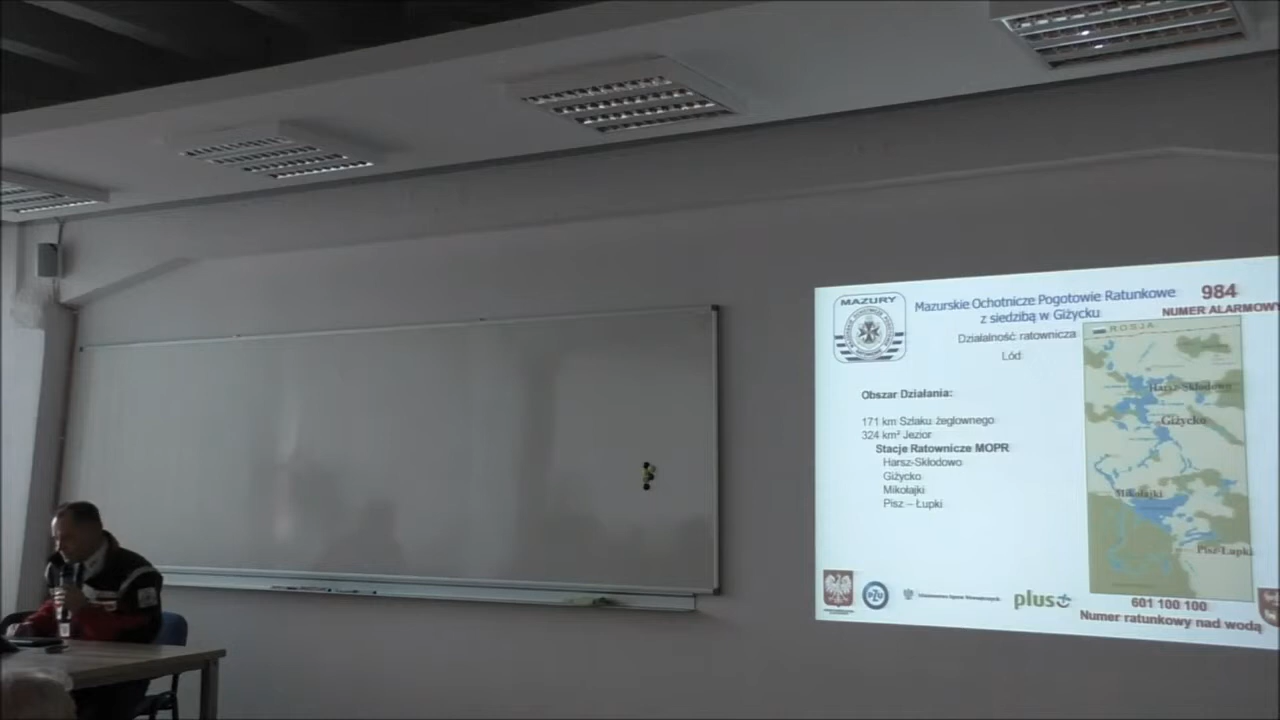 MAZURY
Mazurskie Ochotnicze Pogotowie Ratunkowe
z siedzibą w Giżycku
984
NUMER ALARMOWY
Działalność ratownicza
Lód
Obszar Działania:
171 km Szlaku żeglownego
324 km² Jezior
Stacje Ratownicze MOPR
Harsz-Skłodowo
Giżycko
Mikołajki
Pisz – Łupki
ROSJA
Harsz-Skłodowo
Giżycko
Mikołajki
Pisz-Łupki
PZU
plus
601 100 100
Numer ratunkowy nad wodą